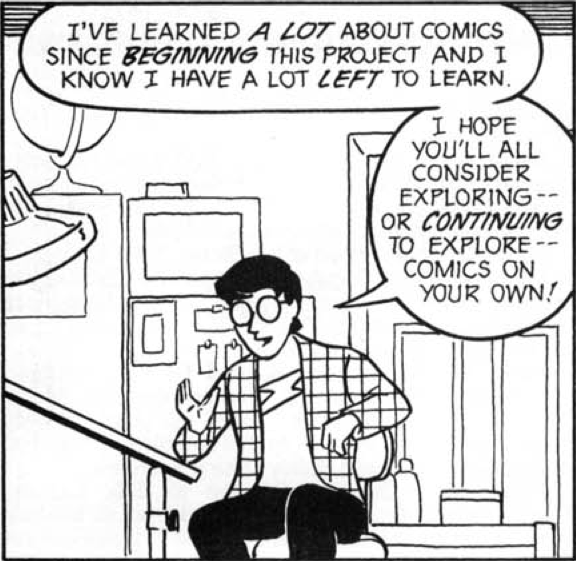 I'VE LEARNED A LOT ABOUT COMICS
SINCE BEGINNING THIS PROJECT AND I
KNOW I HAVE A LOT LEFT TO LEARN.
I HOPE
YOU'LL ALL
CONSIDER
EXPLORING--
OR CONTINUING
TO EXPLORE--
COMICS ON
YOUR OWN!